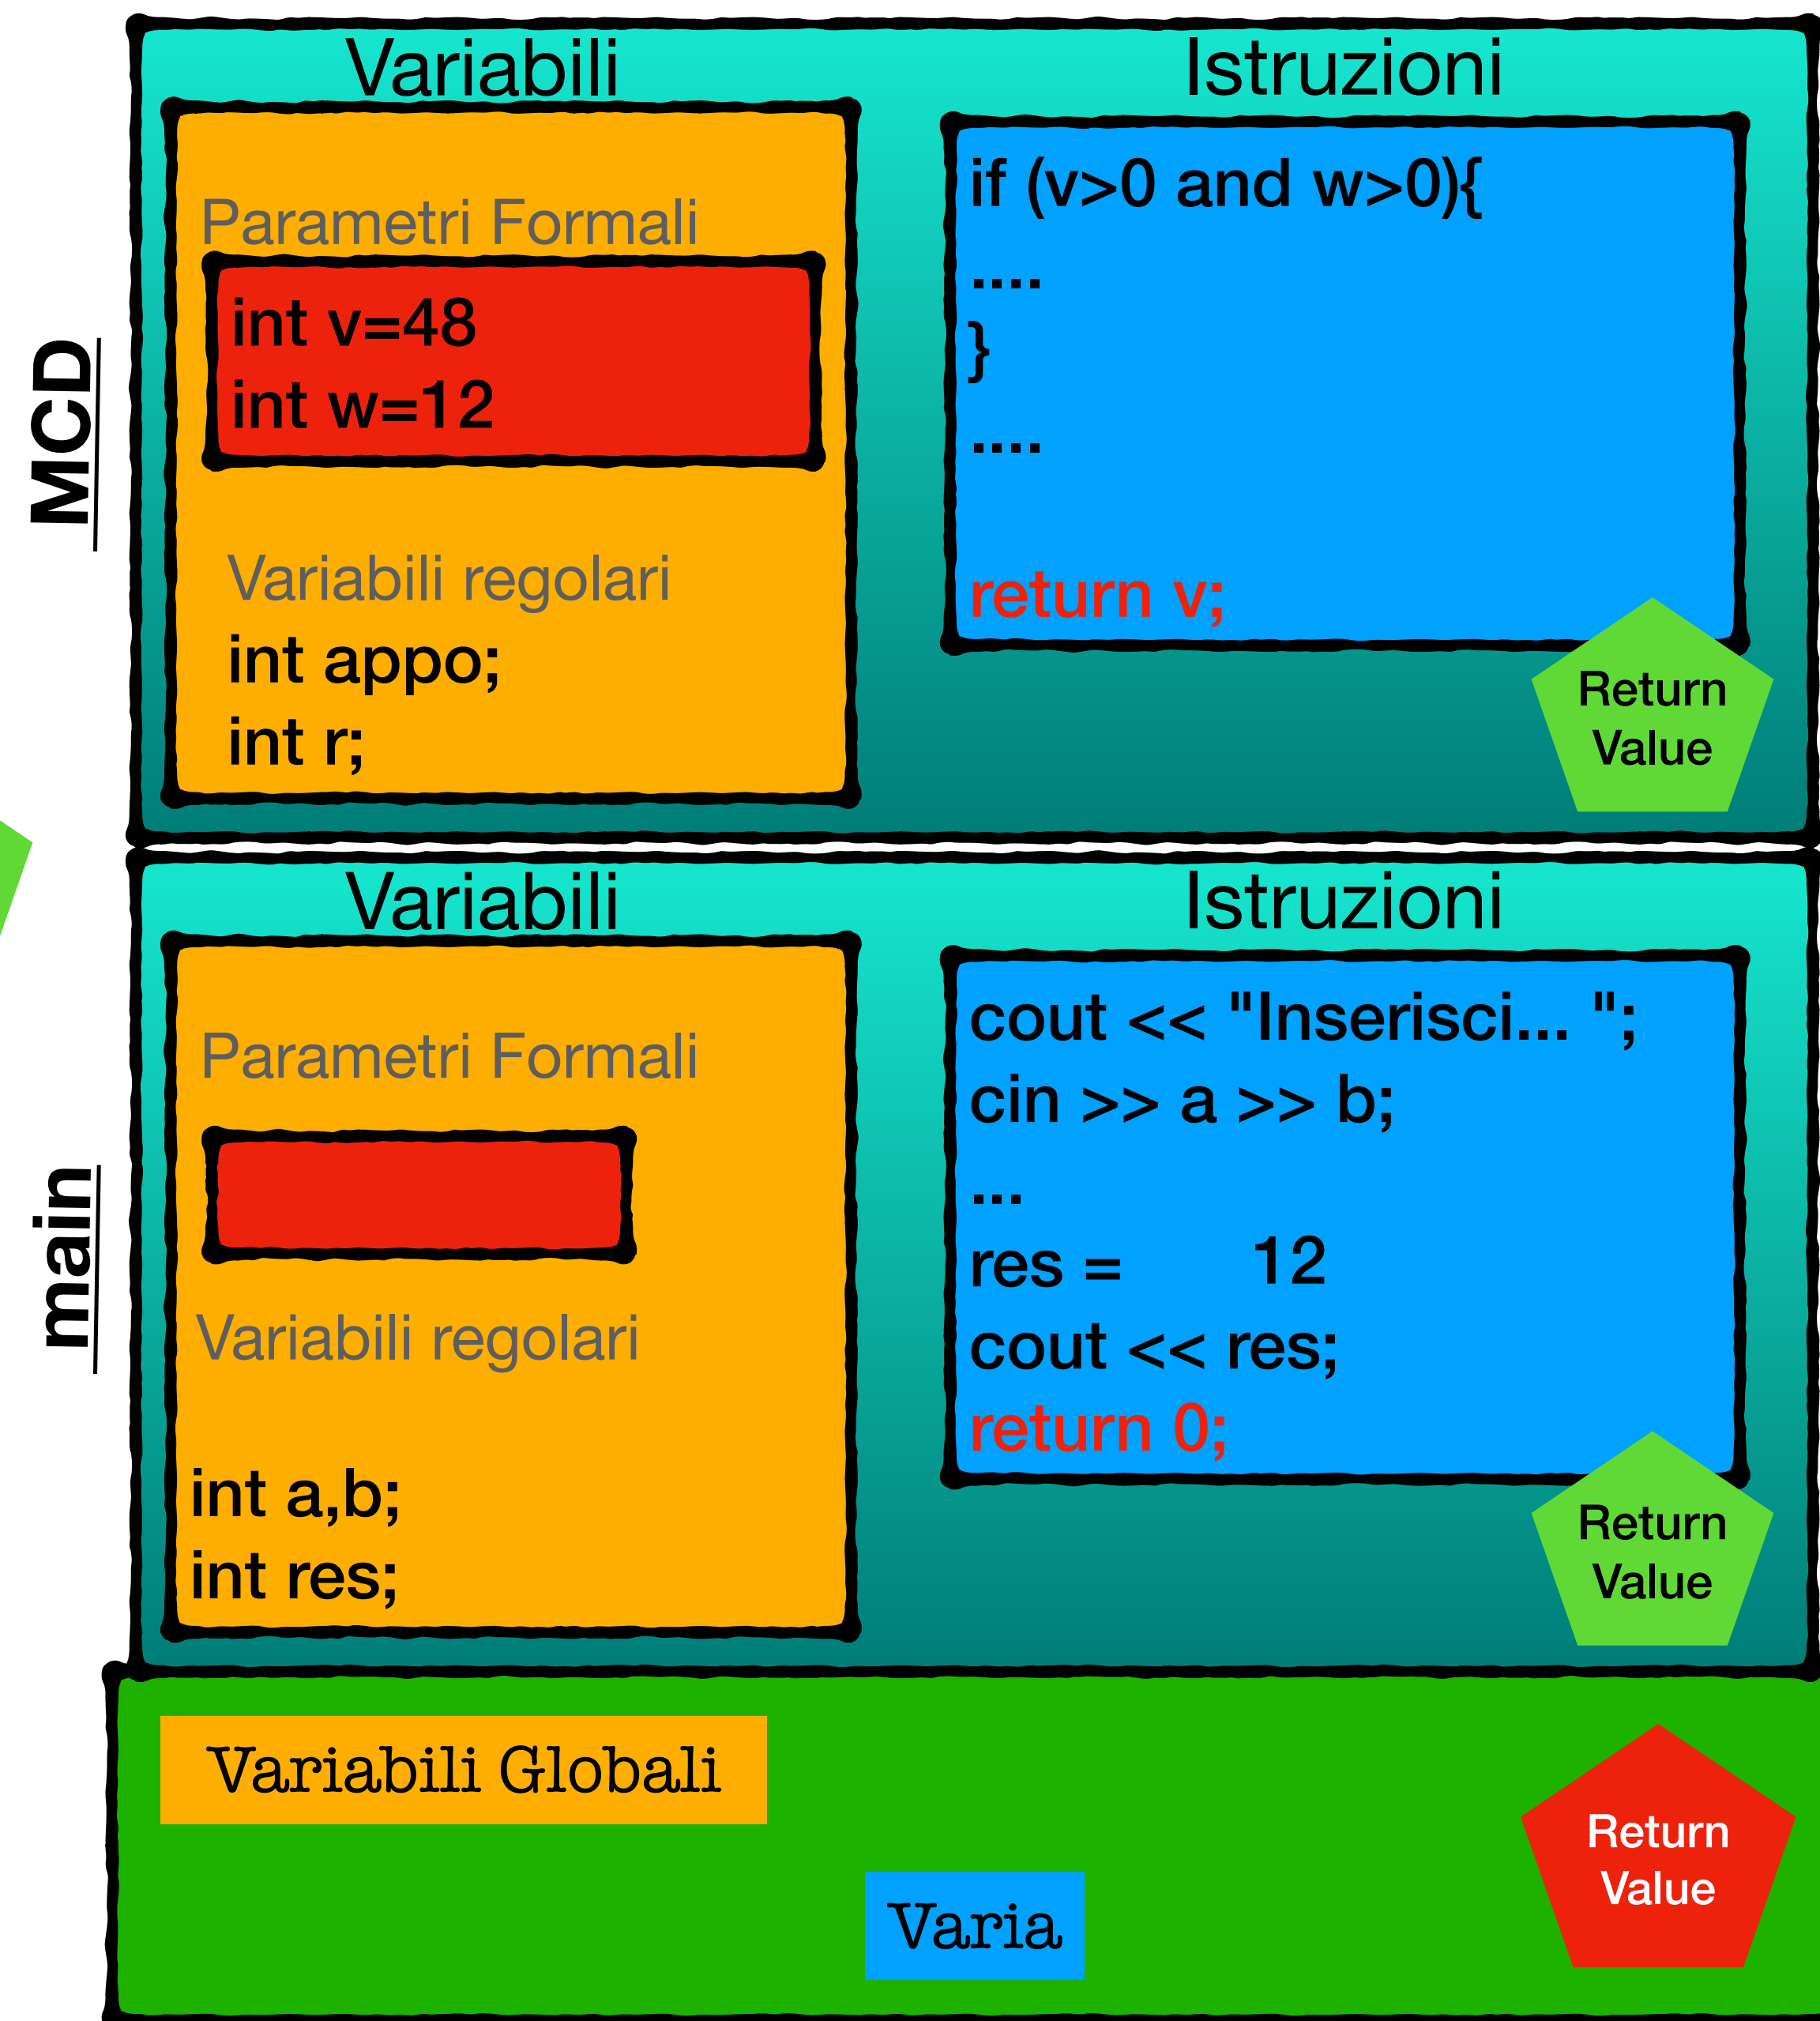 MCD
Variabili
Parametri Formali
int v=48
int w=12
Variabili regolari
int appo;
int r;
Istruzioni
if (v>0 and w>0){
....
}
....
return v;
Return
Value
main
Variabili
Parametri Formali
Variabili regolari
int a,b;
int res;
Istruzioni
cout << "Inserisci... ";
cin >> a >> b;
...
res = 12
cout << res;
return 0;
Return
Value
Variabili Globali
Varia
Return
Value